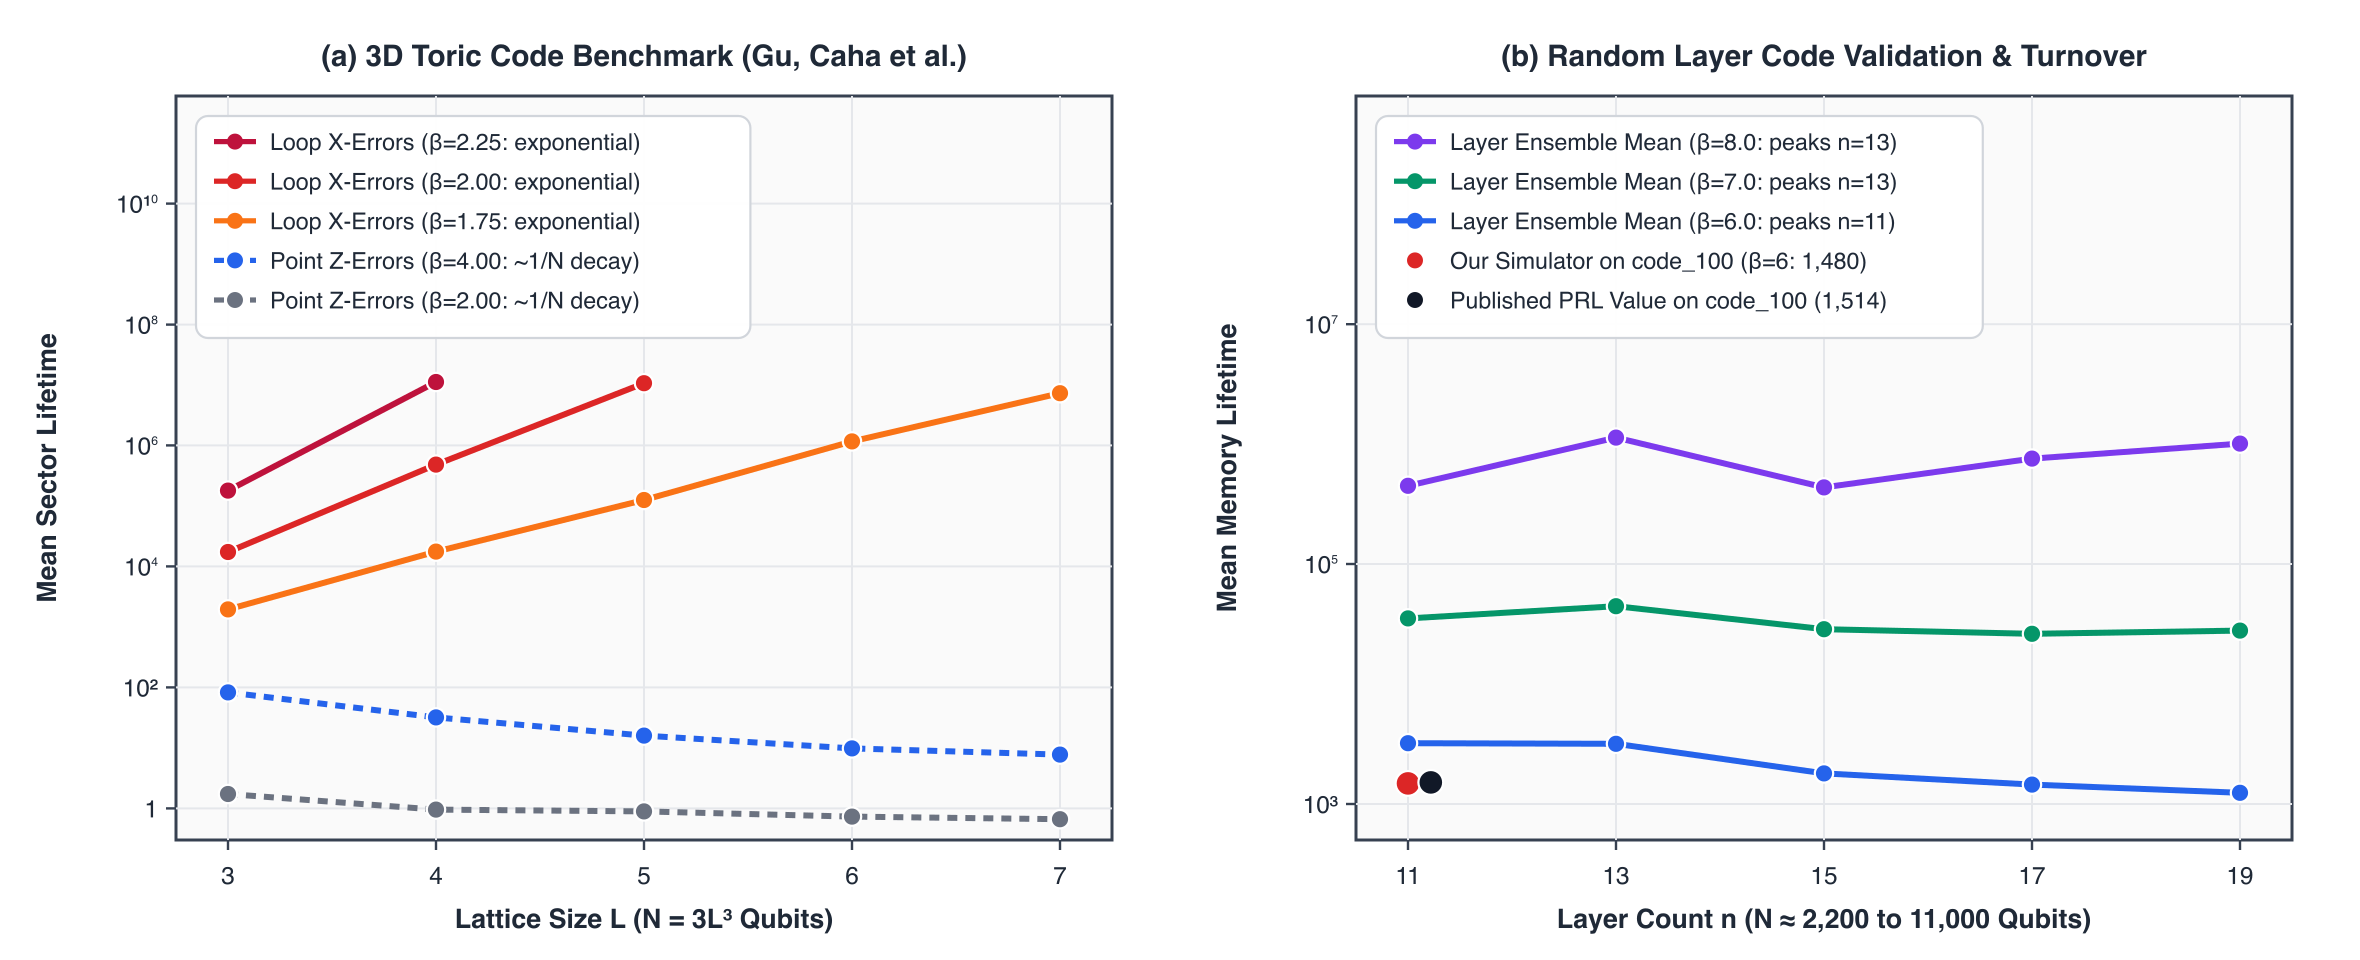 (a) 3D Toric Code Benchmark (Gu, Caha et al.)
Loop X-Errors (β=2.25: exponential)
Loop X-Errors (β=2.00: exponential)
Loop X-Errors (β=1.75: exponential)
Point Z-Errors (β=4.00: ~1/N decay)
Point Z-Errors (β=2.00: ~1/N decay)
10¹⁰
10⁸
10⁶
10⁴
10²
1
Mean Sector Lifetime
3 4 5 6 7
Lattice Size L (N = 3L³ Qubits)
(b) Random Layer Code Validation & Turnover
Layer Ensemble Mean (β=8.0: peaks n=13)
Layer Ensemble Mean (β=7.0: peaks n=13)
Layer Ensemble Mean (β=6.0: peaks n=11)
Our Simulator on code_100 (β=6: 1,480)
Published PRL Value on code_100 (1,514)
10⁷
10⁵
10³
Mean Memory Lifetime
11 13 15 17 19
Layer Count n (N ≈ 2,200 to 11,000 Qubits)